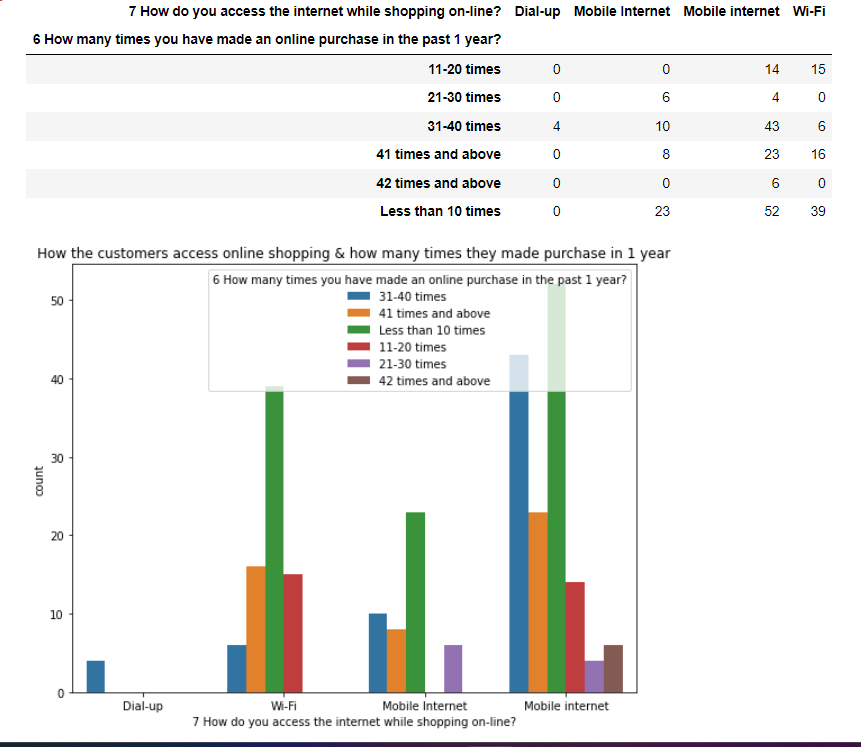 7 How do you access the internet while shopping on-line? Dial-up Mobile Internet Mobile internet Wi-Fi
6 How many times you have made an online purchase in the past 1 year?
11-20 times 0 0 14 15
21-30 times 0 6 4 0
31-40 times 4 10 43 6
41 times and above 0 8 23 16
42 times and above 0 0 6 0
Less than 10 times 0 23 52 39
How the customers access online shopping & how many times they made purchase in 1 year
6 How many times you have made an online purchase in the past 1 year?
31-40 times
41 times and above
Less than 10 times
11-20 times
21-30 times
42 times and above
50
40
30
20
10
0
count
Dial-up Wi-Fi Mobile Internet Mobile internet
7 How do you access the internet while shopping on-line?